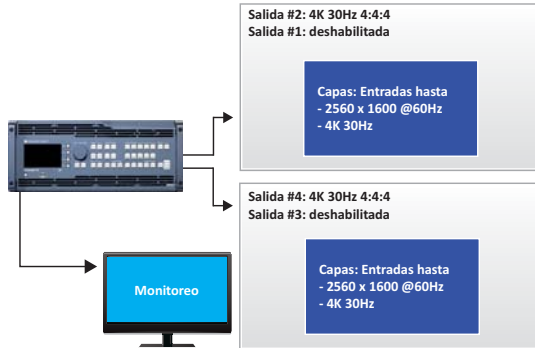 Salida #2: 4K 30Hz 4:4:4
Salida #1: deshabilitada
Capas: Entradas hasta
- 2560 x 1600 @60Hz
- 4K 30Hz
Salida #4: 4K 30Hz 4:4:4
Salida #3: deshabilitada
Capas: Entradas hasta
- 2560 x 1600 @60Hz
- 4K 30Hz
Monitoreo